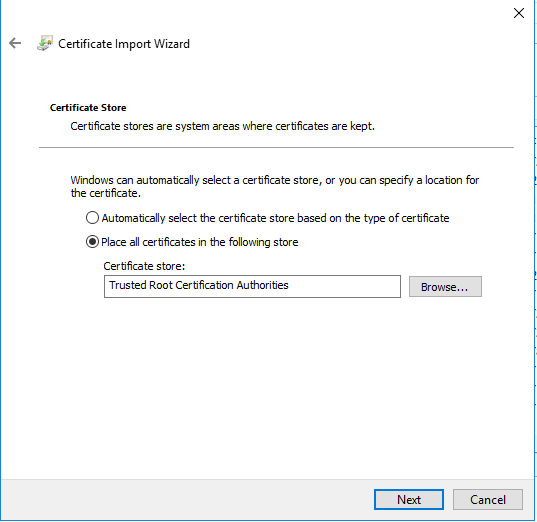 Certificate Import Wizard
Certificate Store
Certificate stores are system areas where certificates are kept.
Windows can automatically select a certificate store, or you can specify a location for
the certificate.
Automatically select the certificate store based on the type of certificate
Place all certificates in the following store
Certificate store:
Trusted Root Certification Authorities
Browse...
Next
Cancel